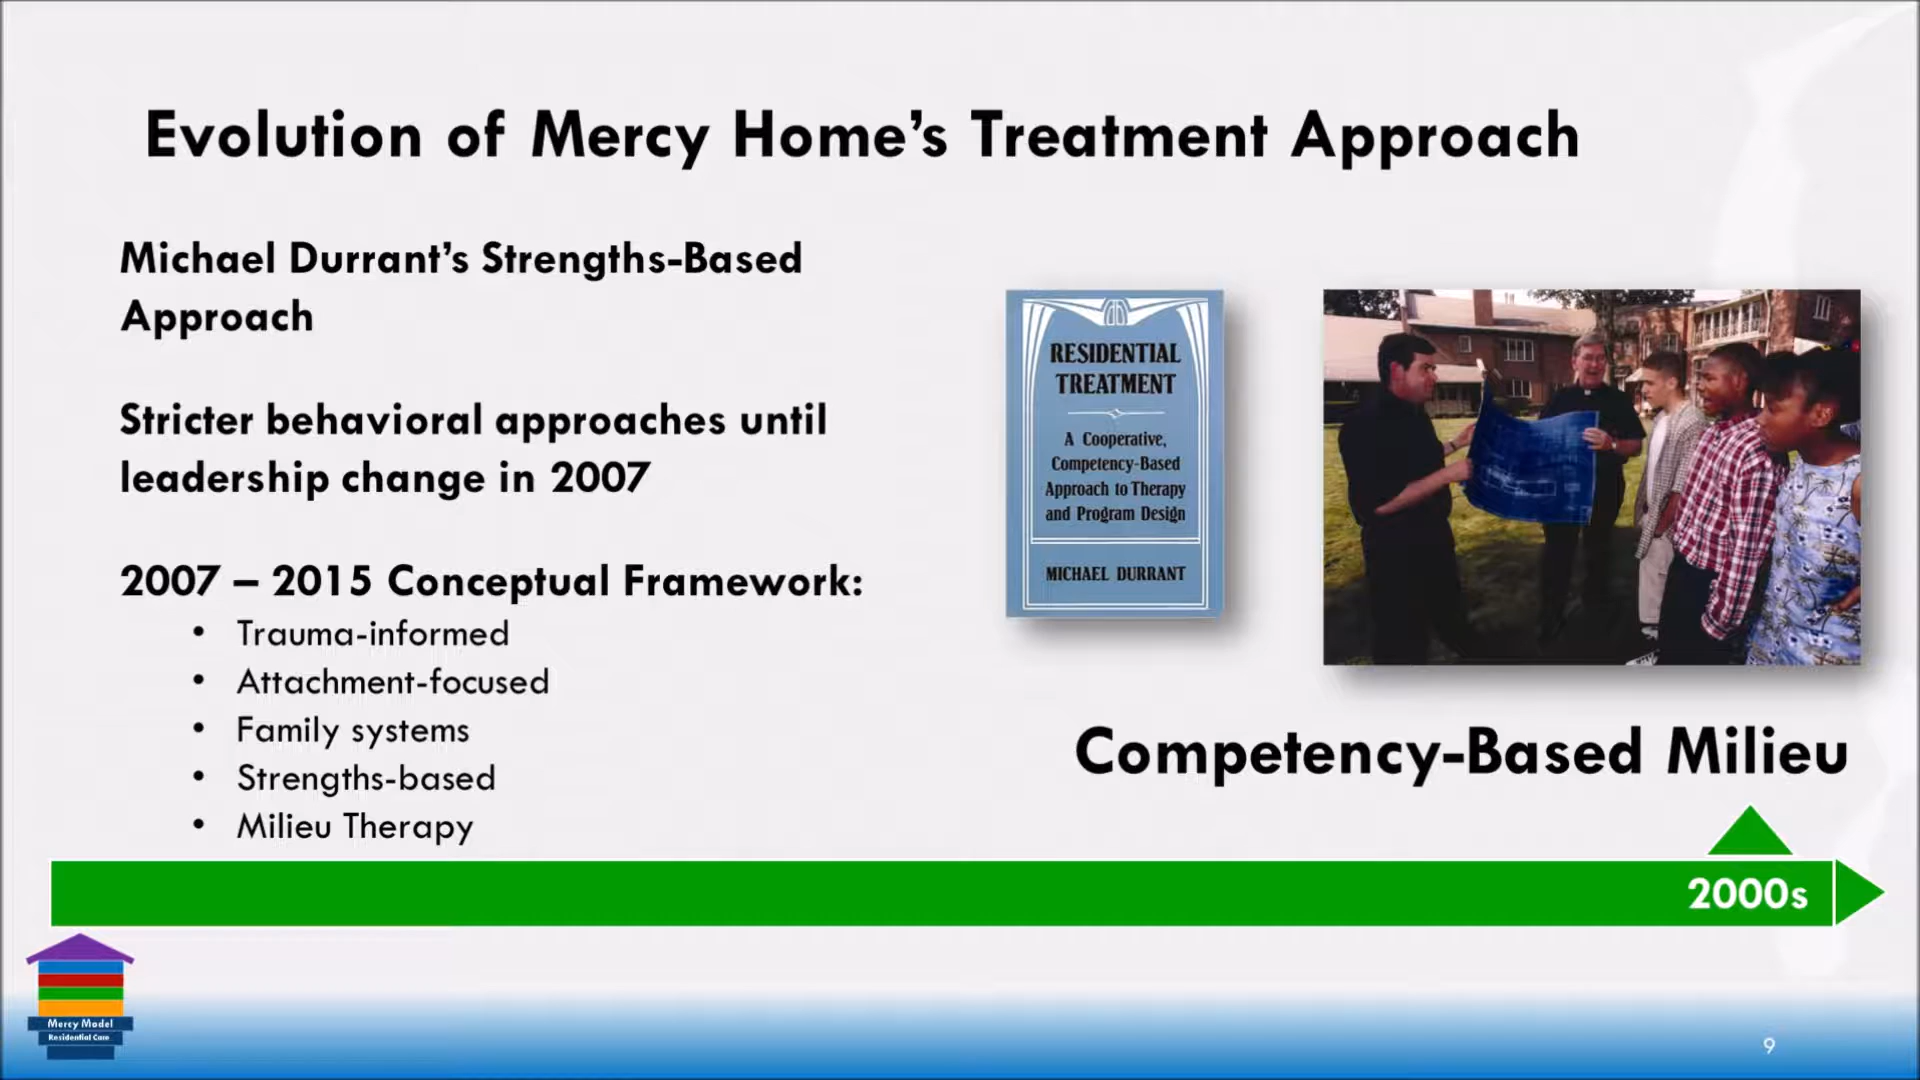 Evolution of Mercy Home’s Treatment Approach
Michael Durrant’s Strengths-Based
Approach
Stricter behavioral approaches until
leadership change in 2007
2007 – 2015 Conceptual Framework:
• Trauma-informed
• Attachment-focused
• Family systems
• Strengths-based
• Milieu Therapy
RESIDENTIAL
TREATMENT
A Cooperative,
Competency-Based
Approach to Therapy
and Program Design
MICHAEL DURRANT
Competency-Based Milieu
2000s
Mercy Model
Residential Care
9